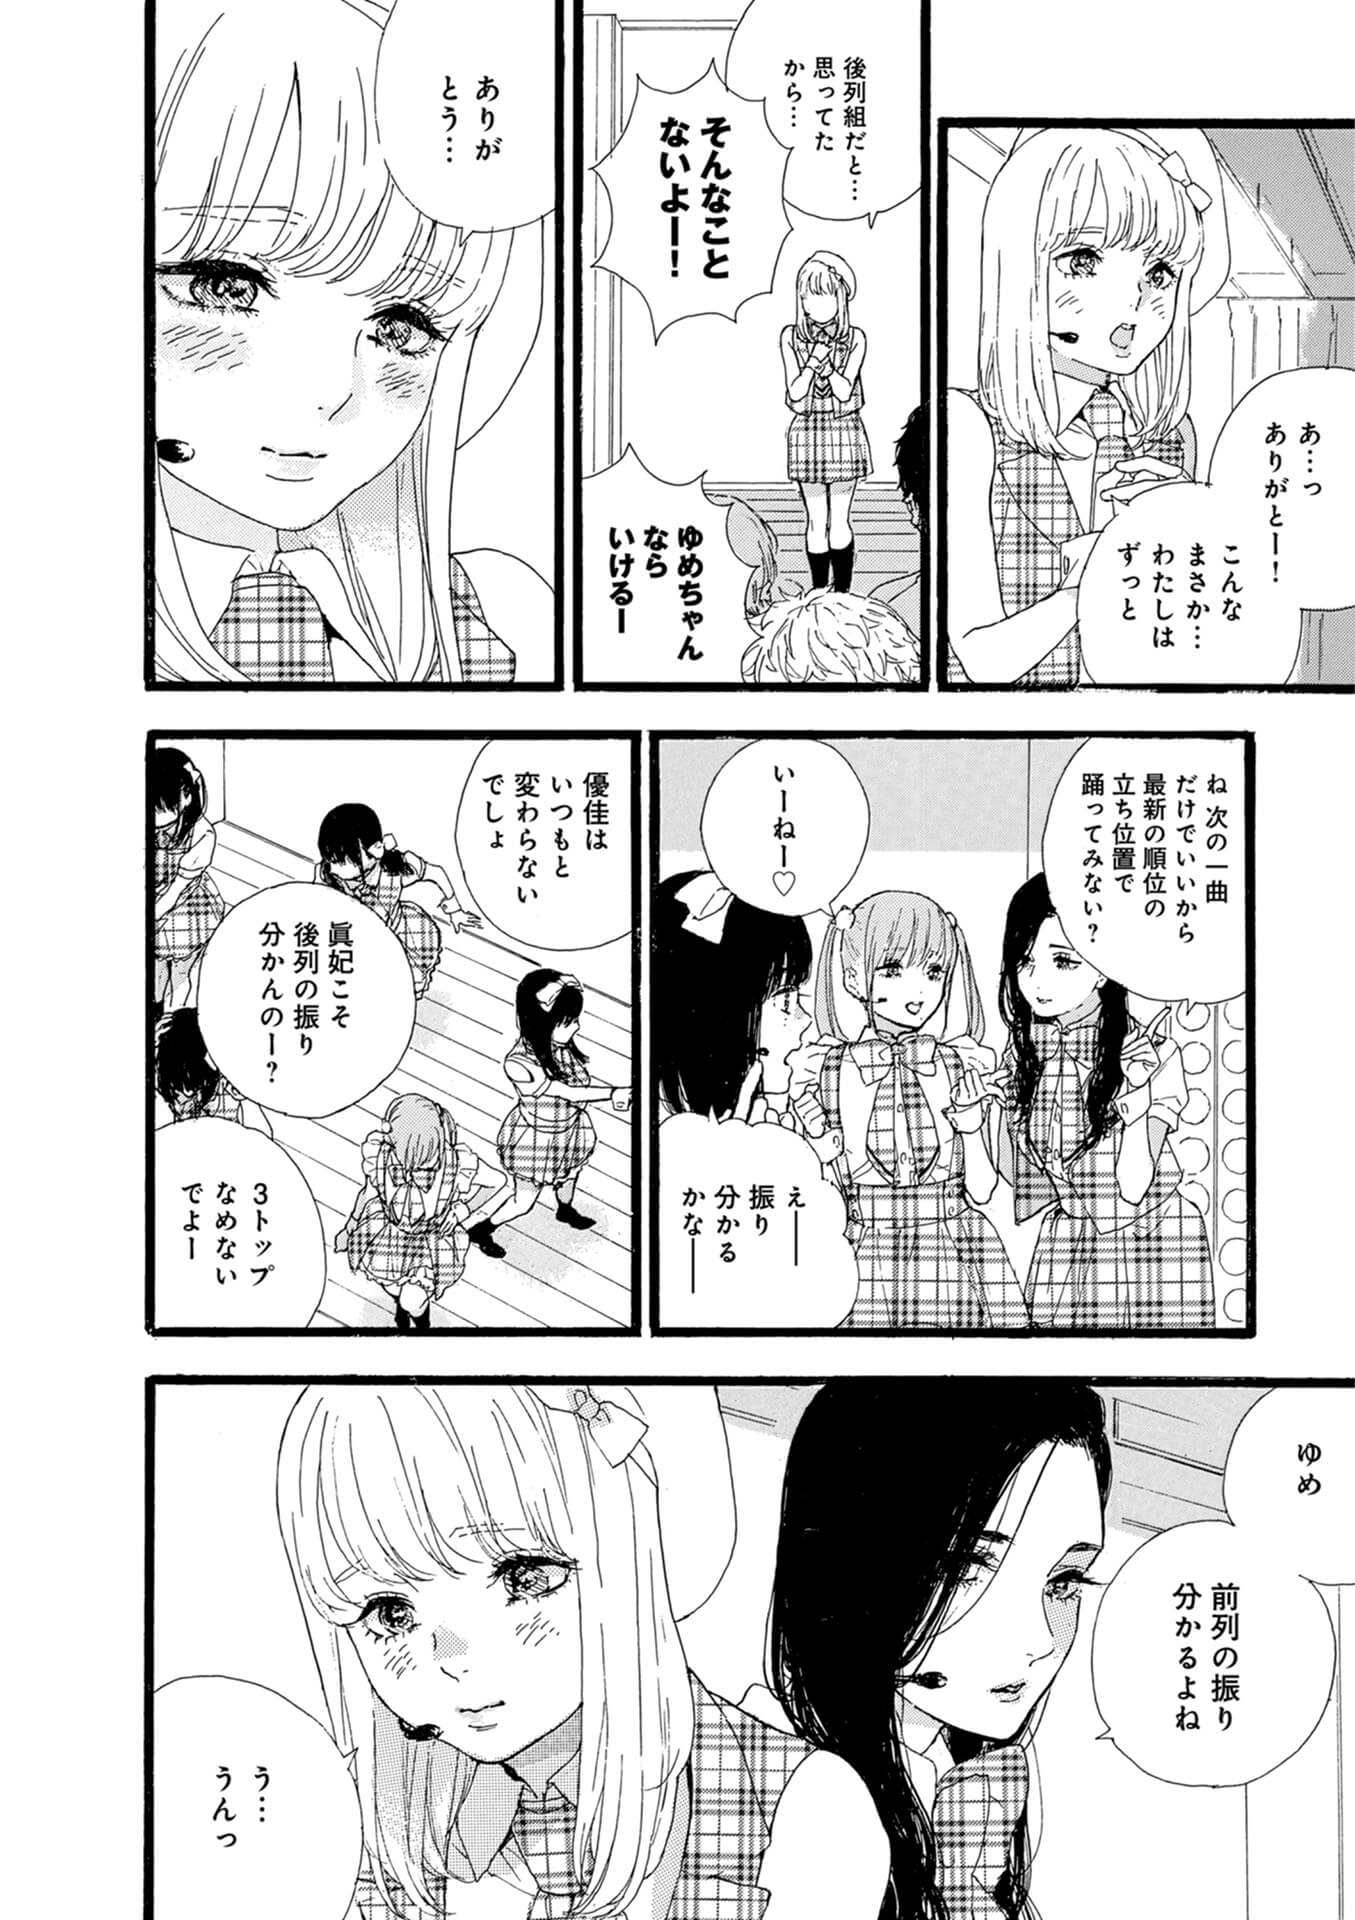 あ…っ
ありがとー！
こんな
まさか…
わたしは
ずっと
後列組だと…
思ってた
から…
そんなこと
ないよー！
ゆめちゃん
なら
いけるー
ありが
とう…
ね 次の一曲
だけでいいから
最新の順位の
立ち位置で
踊ってみない？
いーねー♡
えー
振り
分かる
かなー
優佳は
いつもと
変わらない
でしょ
眞妃こそ
後列の振り
分かんのー？
3トップ
なめない
でよー
ゆめ
前列の振り
分かるよね
う…
うんっ